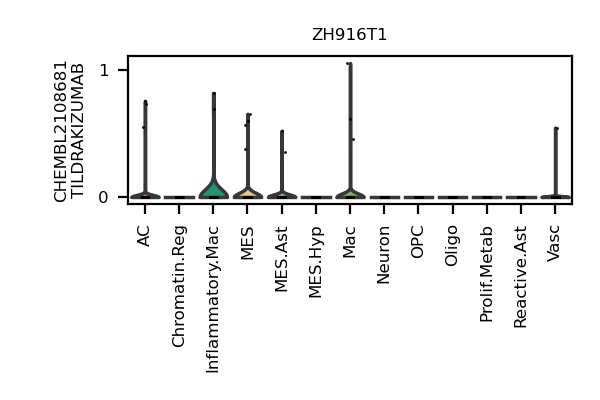 ZH916T1
CHEMBL2108681
TILDRAKIZUMAB
1
0
AC
Chromatin.Reg
Inflammatory.Mac
MES
MES.Ast
MES.Hyp
Mac
Neuron
OPC
Oligo
Prolif.Metab
Reactive.Ast
Vasc